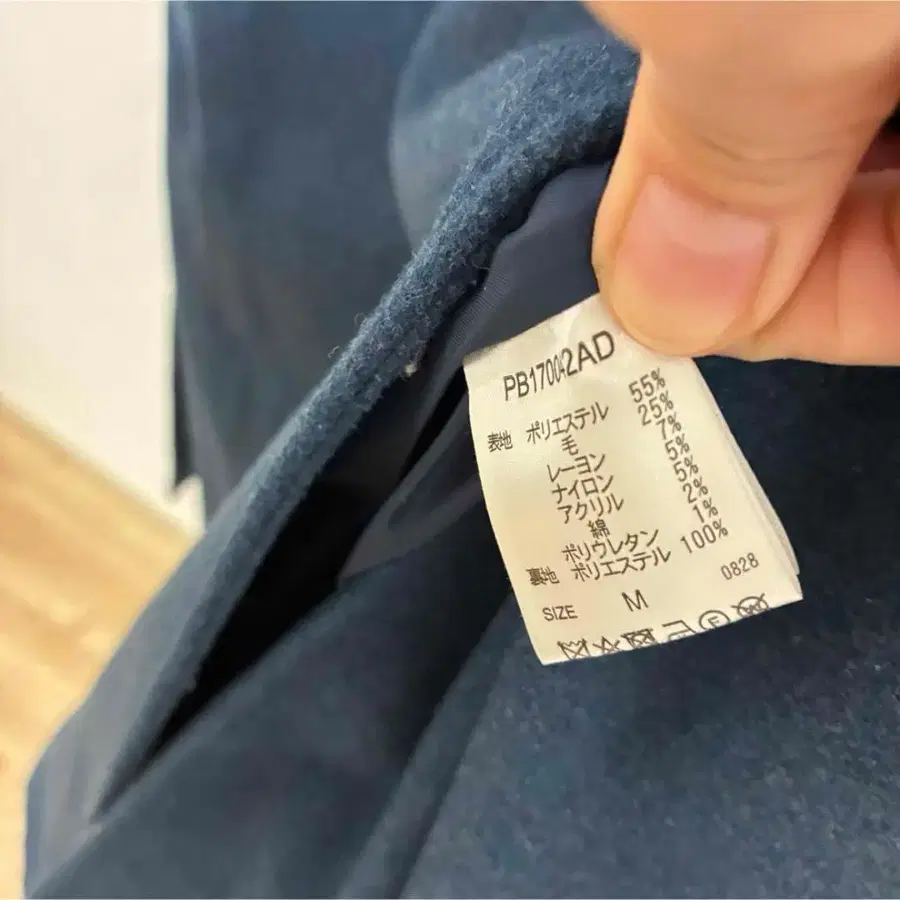 PB170042AD
表地 ポリエステル 55%
毛 25%
レーヨン 7%
ナイロン 5%
アクリル 5%
綿 2%
ポリウレタン 1%
裏地 ポリエステル 100%
0828
SIZE M